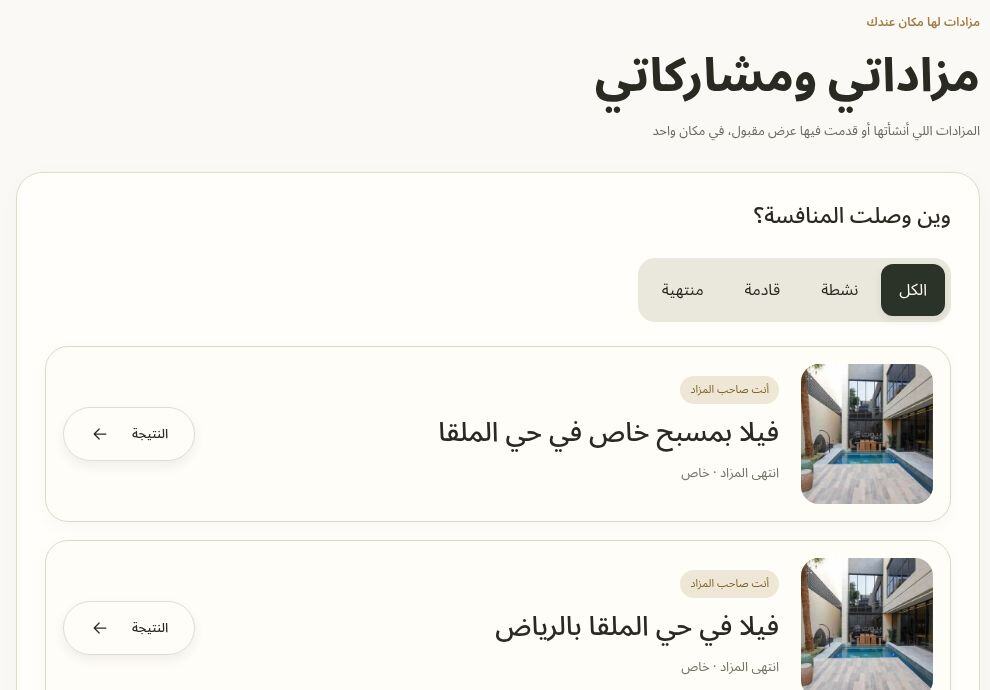 مزادات لها مكان عندك
مزاداتي ومشاركاتي
المزادات اللي أنشأتها أو قدمت فيها عرض مقبول، في مكان واحد
وين وصلت المنافسة؟
الكل
نشطة
قادمة
منتهية
أنت صاحب المزاد
فيلا بمسبح خاص في حي الملقا
انتهى المزاد · خاص
النتيجة
أنت صاحب المزاد
فيلا في حي الملقا بالرياض
انتهى المزاد · خاص
النتيجة